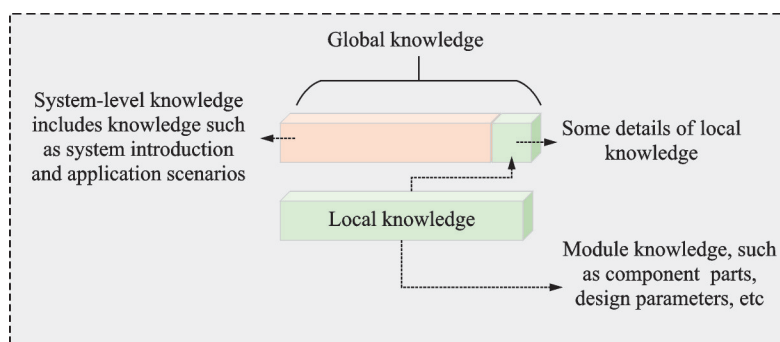 Global knowledge
System-level knowledge
includes knowledge such
as system introduction
and application scenarios
Some details of local
knowledge
Local knowledge
Module knowledge, such
as component parts,
design parameters, etc